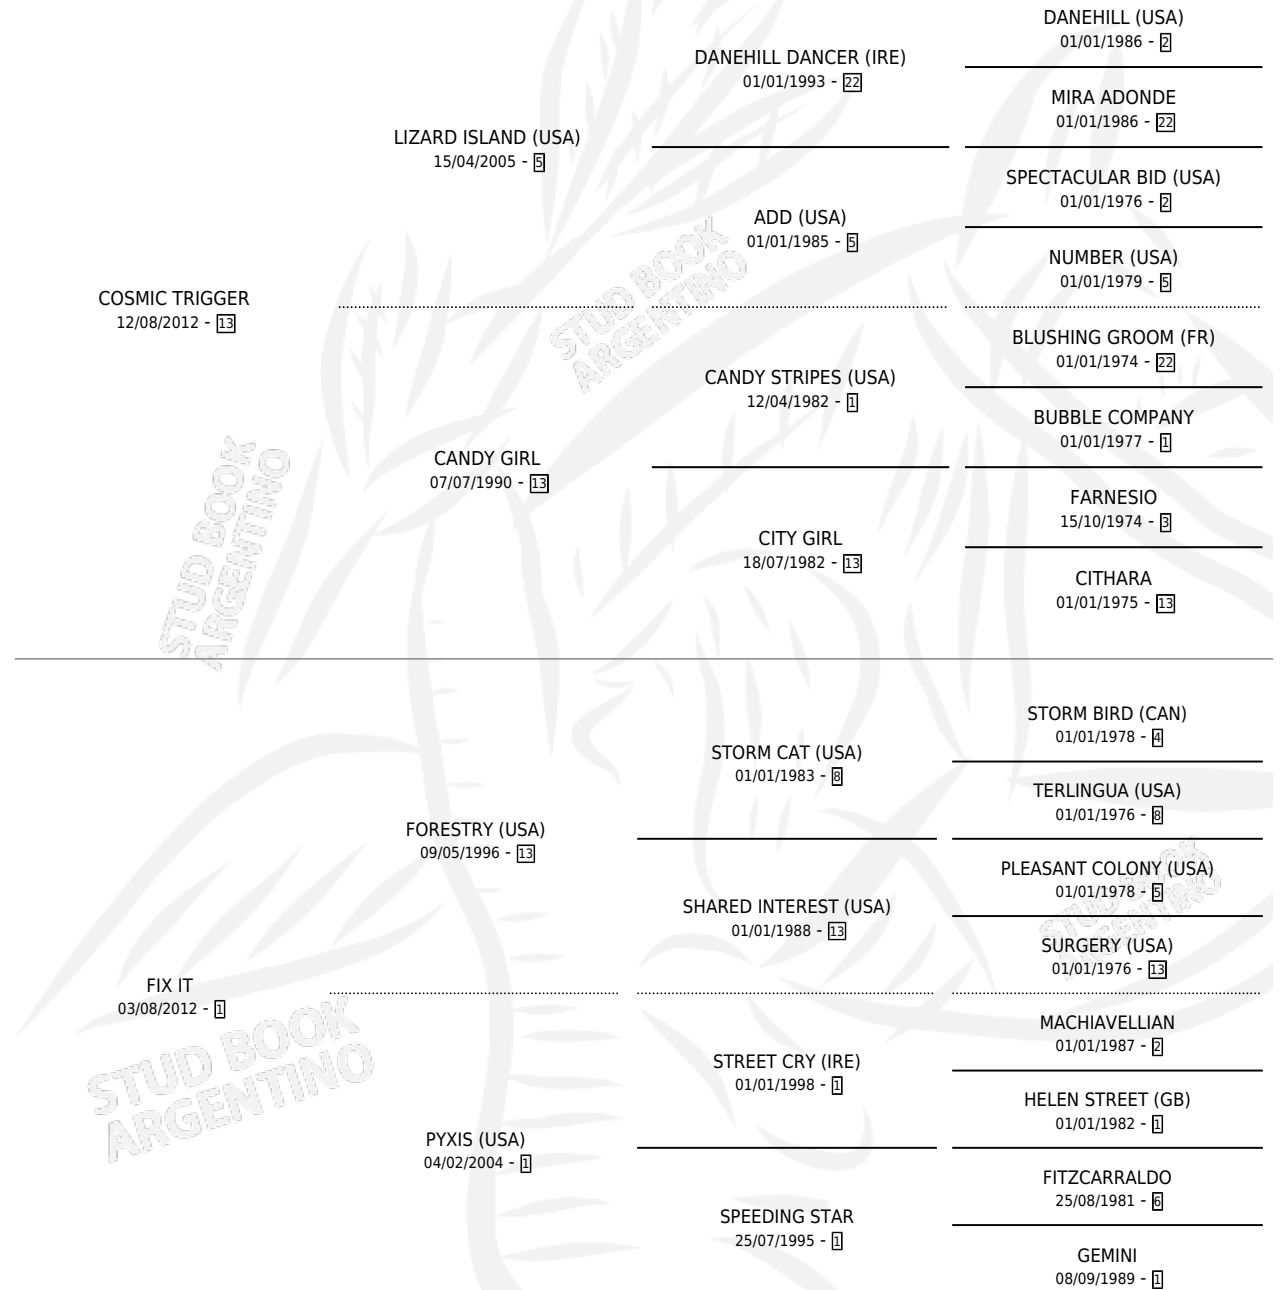 DANEHILL (USA)
01/01/1986 - 2
DANEHILL DANCER (IRE)
01/01/1993 - 22
MIRA ADONDE
01/01/1986 - 22
LIZARD ISLAND (USA)
15/04/2005 - 5
SPECTACULAR BID (USA)
01/01/1976 - 2
ADD (USA)
01/01/1985 - 5
NUMBER (USA)
01/01/1979 - 5
COSMIC TRIGGER
12/08/2012 - 13
BLUSHING GROOM (FR)
01/01/1974 - 22
CANDY STRIPES (USA)
12/04/1982 - 1
BUBBLE COMPANY
01/01/1977 - 1
CANDY GIRL
07/07/1990 - 13
FARNESIO
15/10/1974 - 3
CITY GIRL
18/07/1982 - 13
CITHARA
01/01/1975 - 13
STORM BIRD (CAN)
01/01/1978 - 4
STORM CAT (USA)
01/01/1983 - 8
TERLINGUA (USA)
01/01/1976 - 8
FORESTRY (USA)
09/05/1996 - 13
PLEASANT COLONY (USA)
01/01/1978 - 5
SHARED INTEREST (USA)
01/01/1988 - 13
SURGERY (USA)
01/01/1976 - 13
FIX IT
03/08/2012 - 1
MACHIAVELLIAN
01/01/1987 - 2
STREET CRY (IRE)
01/01/1998 - 1
HELEN STREET (GB)
01/01/1982 - 1
PYXIS (USA)
04/02/2004 - 1
FITZCARRALDO
25/08/1981 - 6
SPEEDING STAR
25/07/1995 - 1
GEMINI
08/09/1989 - 1
STUD BOOK
ARGENTINO
STUD BOOK
ARGENTINO
STUD BOOK
ARGENTINO
STUD BOOK
ARGENTINO